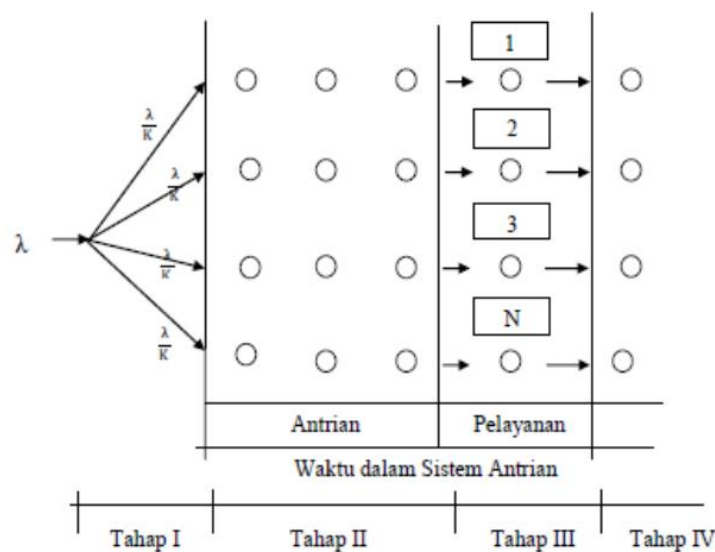 1
λ/K
2
λ/K
3
λ
λ/K
N
λ/K
Antrian Pelayanan
Waktu dalam Sistem Antrian
Tahap I Tahap II Tahap III Tahap IV